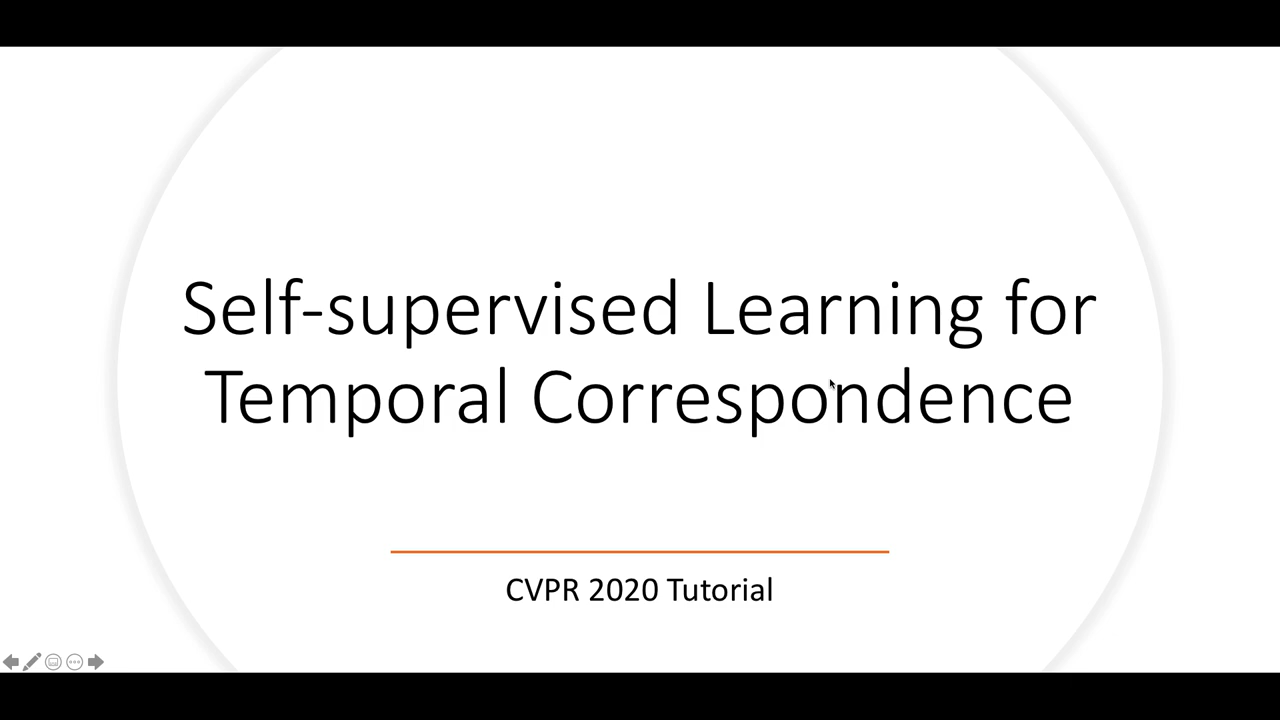 Self-supervised Learning for
Temporal Correspondence
CVPR 2020 Tutorial